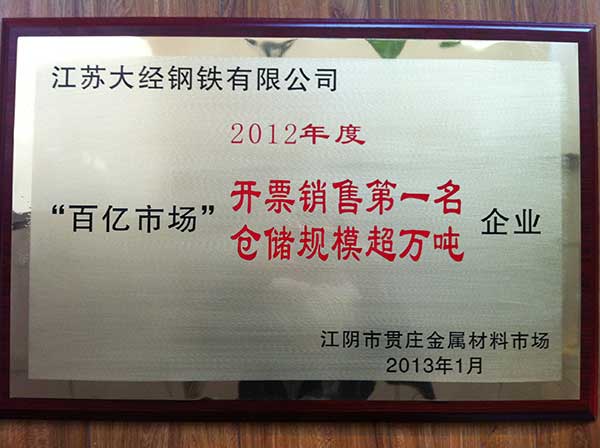 江苏大经钢铁有限公司
2012年度
“百亿市场”
开票销售第一名
仓储规模超万吨
企业
江阴市贯庄金属材料市场
2013年1月